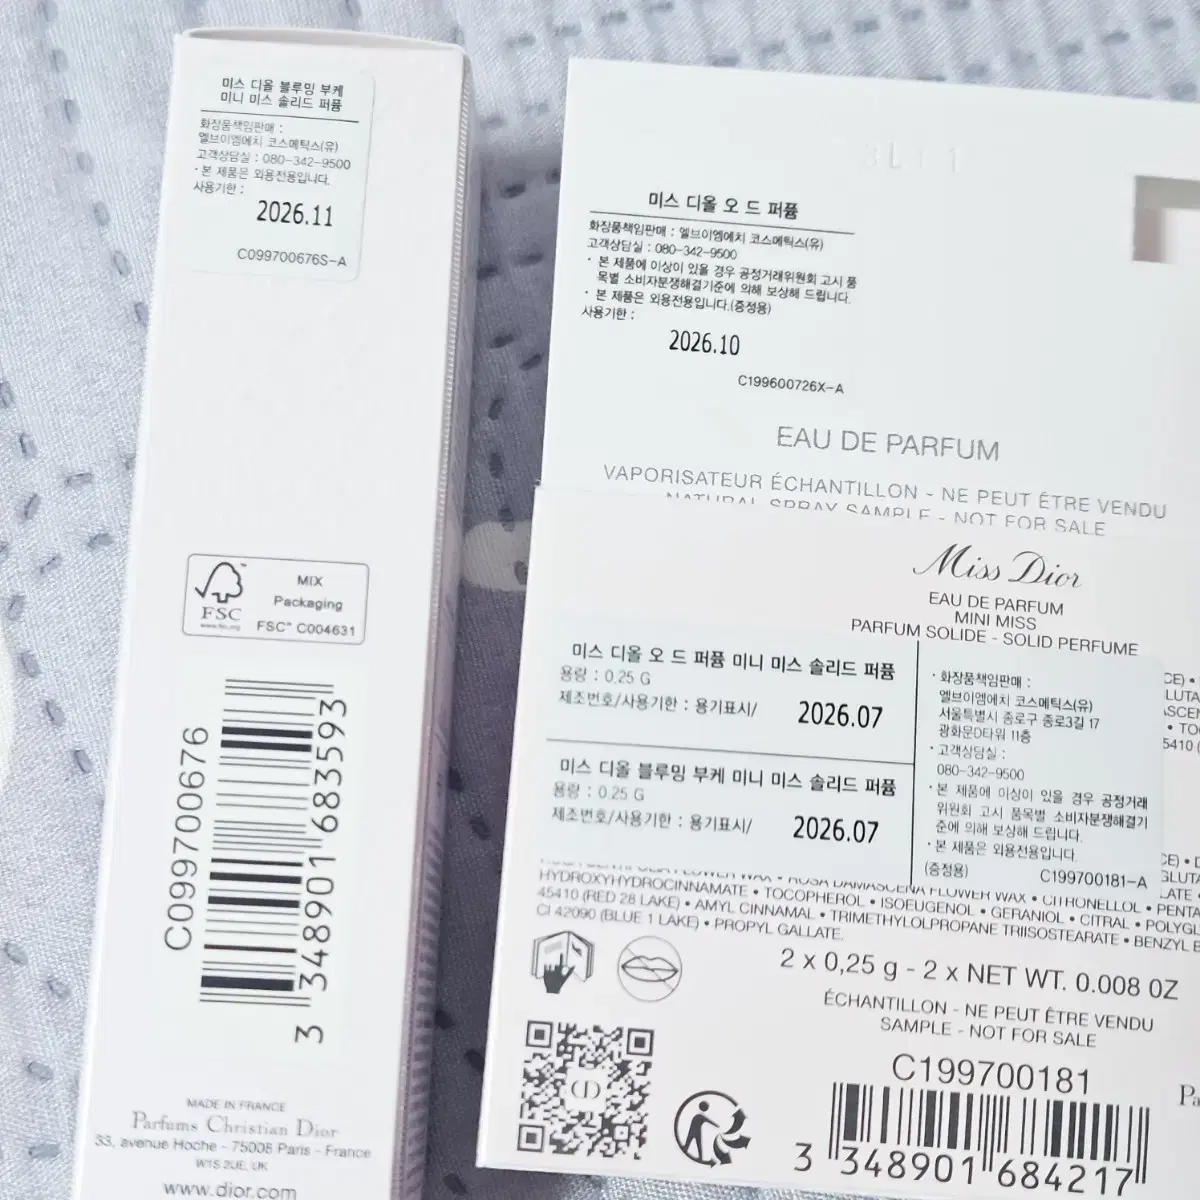 미스 디올 블루밍 부케
미니 미스 솔리드 퍼퓸
화장품책임판매 :
엘브이엠에치 코스메틱스(유)
고객상담실 : 080-342-9500
· 본 제품은 외용전용입니다.
사용기한 :
2026.11
C099700676S-A
FSC
MIX
Packaging
FSC™ C004631
C099700676
3 348901 683593
MADE IN FRANCE
Parfums Christian Dior
33, avenue Hoche - 75008 Paris - France
W1S 2UE, UK
www.dior.com
미스 디올 오 드 퍼퓸
화장품책임판매 : 엘브이엠에치 코스메틱스(유)
고객상담실 : 080-342-9500
· 본 제품에 이상이 있을 경우 공정거래위원회 고시 품
목별 소비자분쟁해결기준에 의해 보상해 드립니다.
· 본 제품은 외용전용입니다.(증정용)
사용기한 :
2026.10
C199600726X-A
EAU DE PARFUM
VAPORISATEUR ÉCHANTILLON - NE PEUT ÊTRE VENDU
NATURAL SPRAY SAMPLE - NOT FOR SALE
Miss Dior
EAU DE PARFUM
MINI MISS
PARFUM SOLIDE - SOLID PERFUME
미스 디올 오 드 퍼퓸 미니 미스 솔리드 퍼퓸
용량 : 0.25 G
제조번호/사용기한 : 용기표시/ 2026.07
미스 디올 블루밍 부케 미니 미스 솔리드 퍼퓸
용량 : 0.25 G
제조번호/사용기한 : 용기표시/ 2026.07
· 화장품책임판매 :
엘브이엠에치 코스메틱스(유)
서울특별시 종로구 종로3길 17
광화문D타워 11층
· 고객상담실 :
080-342-9500
· 본 제품에 이상이 있을 경우 공정거래
위원회 고시 품목별 소비자분쟁해결기
준에 의해 보상해 드립니다.
· 본 제품은 외용전용입니다.
(증정용) C199700181-A
FLOWER WAX • ROSA DAMASCENA FLOWER WAX • CITRONELLOL • PENTA
HYDROXYHYDROCINNAMATE • TOCOPHEROL • ISOEUGENOL • GERANIOL • CITRAL • POLYGL
45410 (RED 28 LAKE) • AMYL CINNAMAL • TRIMETHYLOLPROPANE TRIISOSTEARATE • BENZYL B
CI 42090 (BLUE 1 LAKE) • PROPYL GALLATE.
2 x 0,25 g - 2 x NET WT. 0.008 OZ
ÉCHANTILLON - NE PEUT ÊTRE VENDU
SAMPLE - NOT FOR SALE
C199700181
3 348901 684217